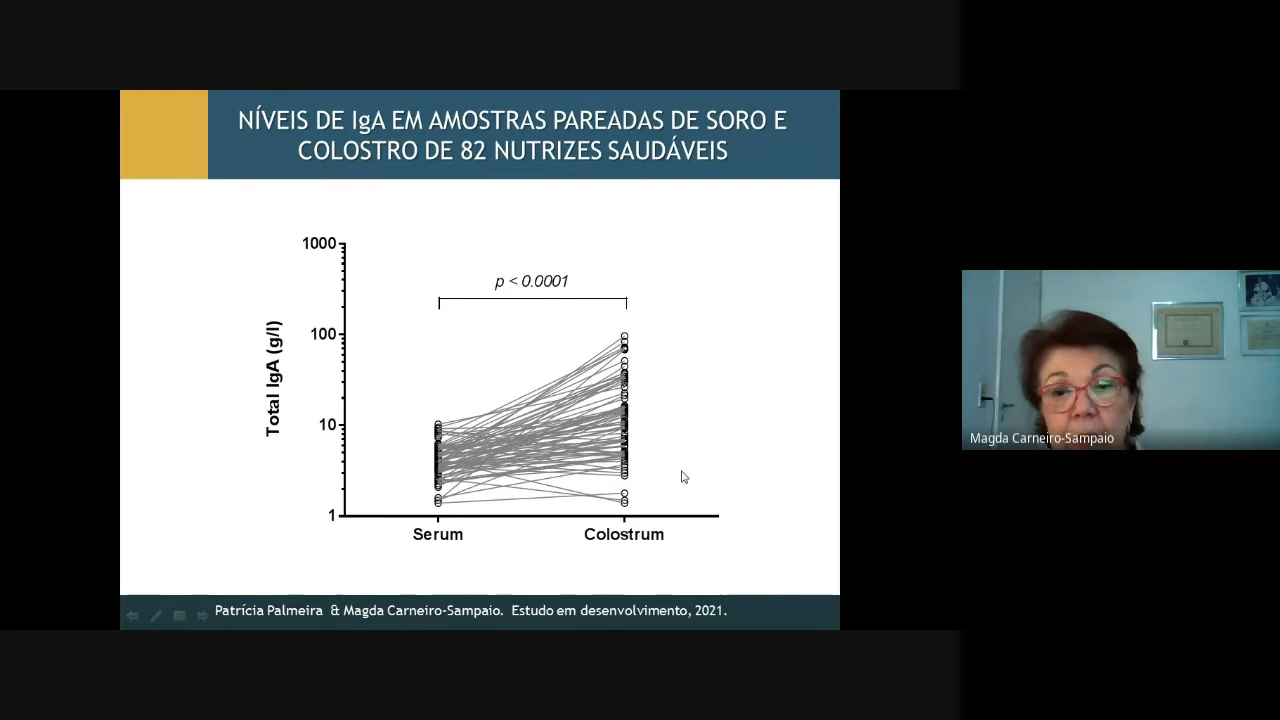 NÍVEIS DE IgA EM AMOSTRAS PAREADAS DE SORO E
COLOSTRO DE 82 NUTRIZES SAUDÁVEIS
1000
100
10
1
Total IgA (g/l)
p < 0.0001
Serum
Colostrum
Patrícia Palmeira & Magda Carneiro-Sampaio. Estudo em desenvolvimento, 2021.
Magda Carneiro-Sampaio